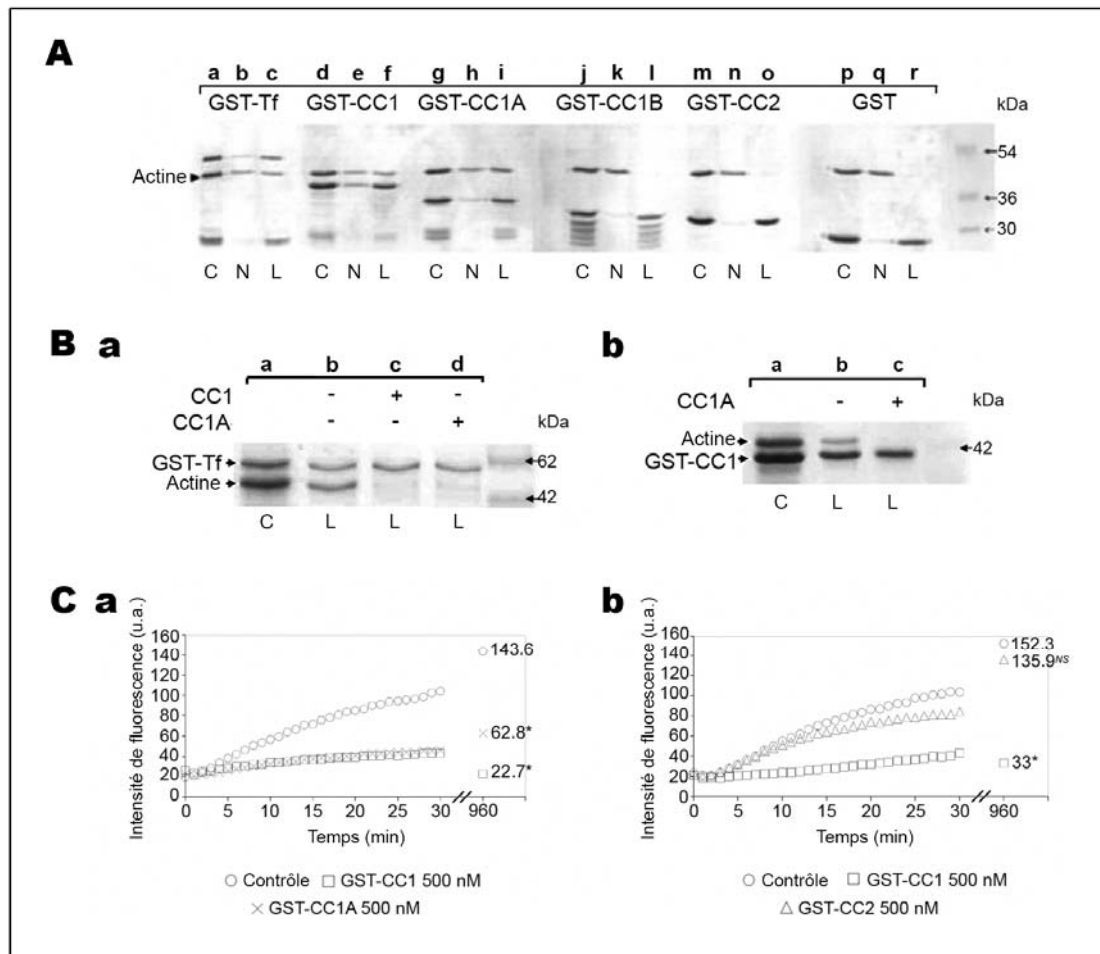 A
a b c d e f g h i j k l m n o p q r
GST-Tf GST-CC1 GST-CC1A GST-CC1B GST-CC2 GST kDa
54
Actine
36
30
C N L C N L C N L C N L C N L C N L
B a
a b c d
CC1 - + -
CC1A - - + kDa
GST-Tf 62
Actine 42
C L L L
b
a b c
CC1A - + kDa
Actine 42
GST-CC1
C L L
C a
Intensité de fluorescence (u.a.)
160
140
120
100
80
60
40
20
0
143.6
62.8*
22.7*
0 5 10 15 20 25 30 960
Temps (min)
Contrôle GST-CC1 500 nM
GST-CC1A 500 nM
b
Intensité de fluorescence (u.a.)
160
140
120
100
80
60
40
20
0
152.3
135.9NS
33*
0 5 10 15 20 25 30 960
Temps (min)
Contrôle GST-CC1 500 nM
GST-CC2 500 nM